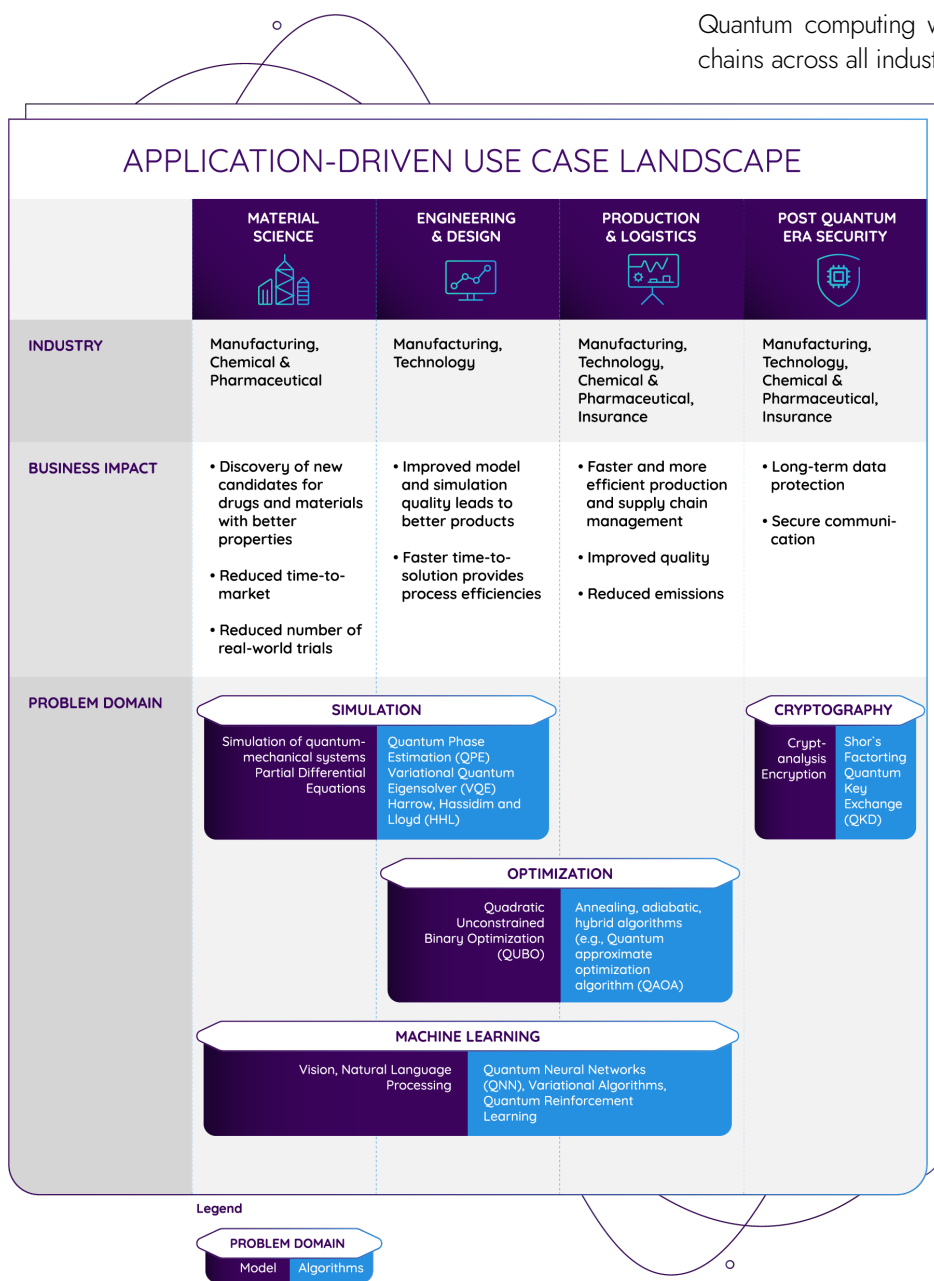 Quantum computing
chains across all
APPLICATION-DRIVEN USE CASE LANDSCAPE
MATERIAL
SCIENCE
ENGINEERING
& DESIGN
PRODUCTION
& LOGISTICS
POST QUANTUM
ERA SECURITY
INDUSTRY
Manufacturing,
Chemical &
Pharmaceutical
Manufacturing,
Technology
Manufacturing,
Technology,
Chemical &
Pharmaceutical,
Insurance
Manufacturing,
Technology,
Chemical &
Pharmaceutical,
Insurance
BUSINESS IMPACT
• Discovery of new
candidates for
drugs and materials
with better
properties
• Reduced time-to-
market
• Reduced number of
real-world trials
• Improved model
and simulation
quality leads to
better products
• Faster time-to-
solution provides
process efficiencies
• Faster and more
efficient production
and supply chain
management
• Improved quality
• Reduced emissions
• Long-term data
protection
• Secure communi-
cation
PROBLEM DOMAIN
SIMULATION
Simulation of quantum-
mechanical systems
Partial Differential
Equations
Quantum Phase
Estimation (QPE)
Variational Quantum
Eigensolver (VQE)
Harrow, Hassidim and
Lloyd (HHL)
CRYPTOGRAPHY
Crypt-
analysis
Encryption
Shor`s
Factorting
Quantum
Key
Exchange
(QKD)
OPTIMIZATION
Quadratic
Unconstrained
Binary Optimization
(QUBO)
Annealing, adiabatic,
hybrid algorithms
(e.g., Quantum
approximate
optimization
algorithm (QAOA)
MACHINE LEARNING
Vision, Natural Language
Processing
Quantum Neural Networks
(QNN), Variational Algorithms,
Quantum Reinforcement
Learning
Legend
PROBLEM DOMAIN
Model
Algorithms